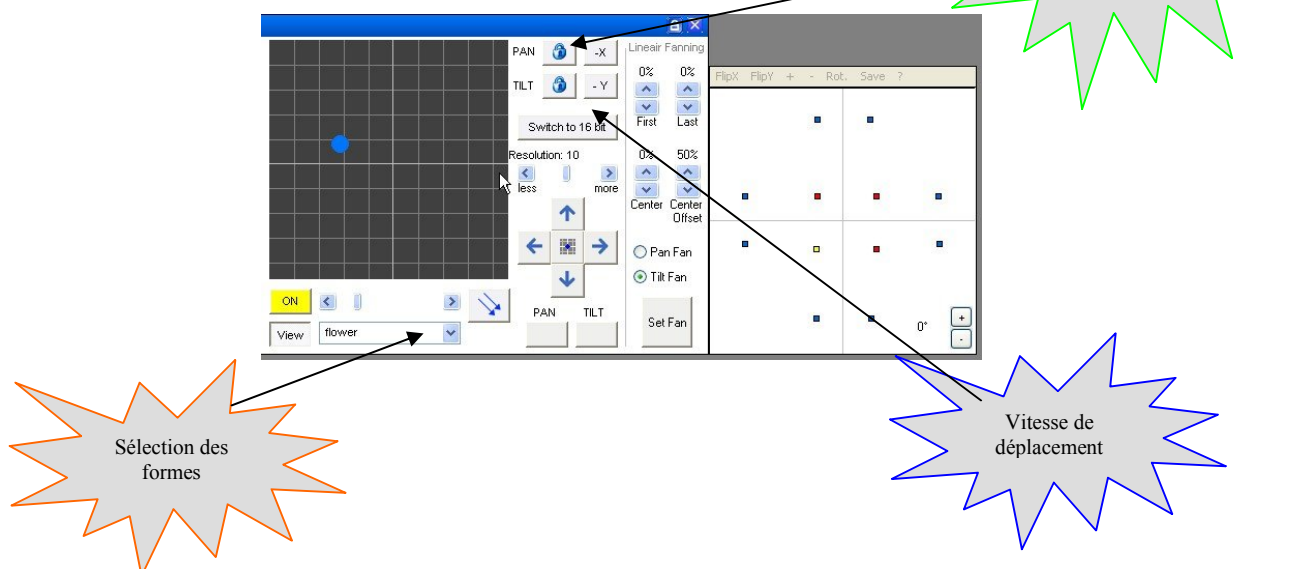 PAN
-X
Lineair Fanning
TILT
- Y
0% 0%
First Last
FlipX FlipY + - Rot. Save ?
Switch to 16 bit
Resolution: 10
less more
0% 50%
Center Center
Offset
Pan Fan
Tilt Fan
ON
View
flower
PAN TILT
Set Fan
0°
+
-
Sélection des
formes
Vitesse de
déplacement